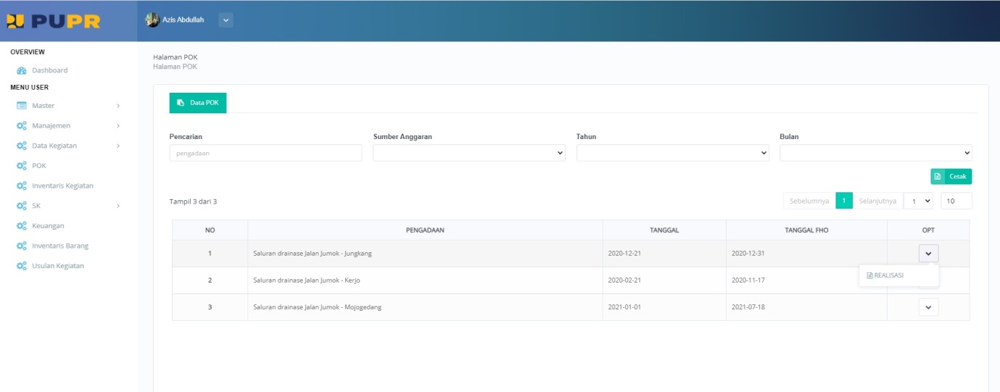 PUPR
Azis Abdullah
OVERVIEW
Dashboard
MENU USER
Master
Manajemen
Data Kegiatan
POK
Inventaris Kegiatan
SK
Keuangan
Inventaris Barang
Usulan Kegiatan
Halaman POK
Halaman POK
Data POK
Pencarian Sumber Anggaran Tahun Bulan
pengadaan
Cetak
Tampil 3 dari 3 Sebelumnya 1 Selanjutnya 1 10
NO PENGADAAN TANGGAL TANGGAL FHO OPT
1 Saluran drainase Jalan Jumok - Jungkang 2020-12-21 2020-12-31
REALISASI
2 Saluran drainase Jalan Jumok - Kerjo 2020-02-21 2020-11-17
3 Saluran drainase Jalan Jumok - Mojogedang 2021-01-01 2021-07-18